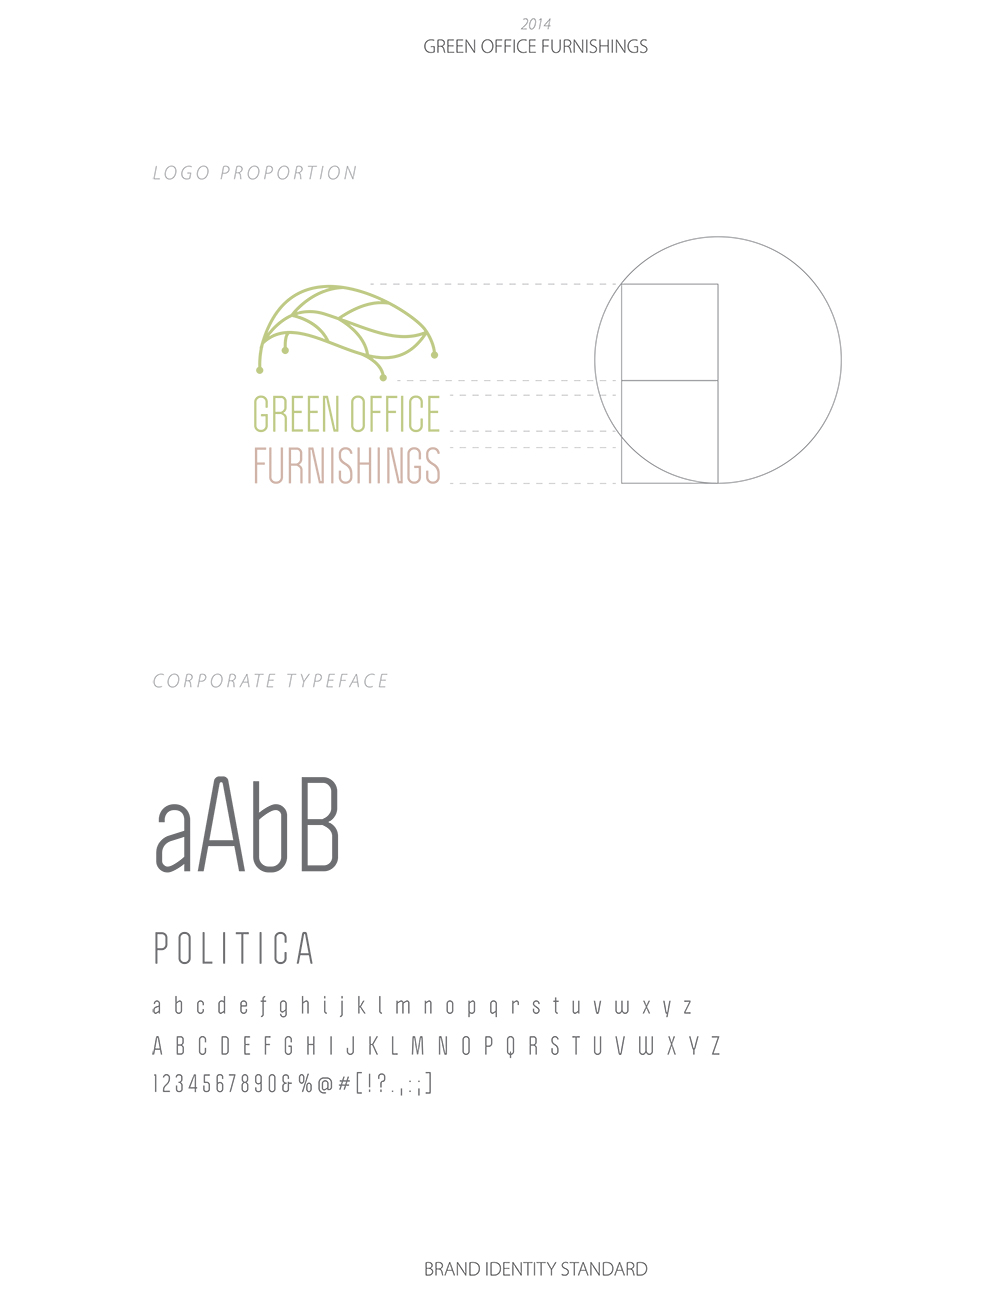 2014
GREEN OFFICE FURNISHINGS
LOGO PROPORTION
GREEN OFFICE
FURNISHINGS
CORPORATE TYPEFACE
aAbB
POLITICA
a b c d e f g h i j k l m n o p q r s t u v w x y z
A B C D E F G H I J K L M N O P Q R S T U V W X Y Z
1234567890&%@#[!?.,:;]
BRAND IDENTITY STANDARD